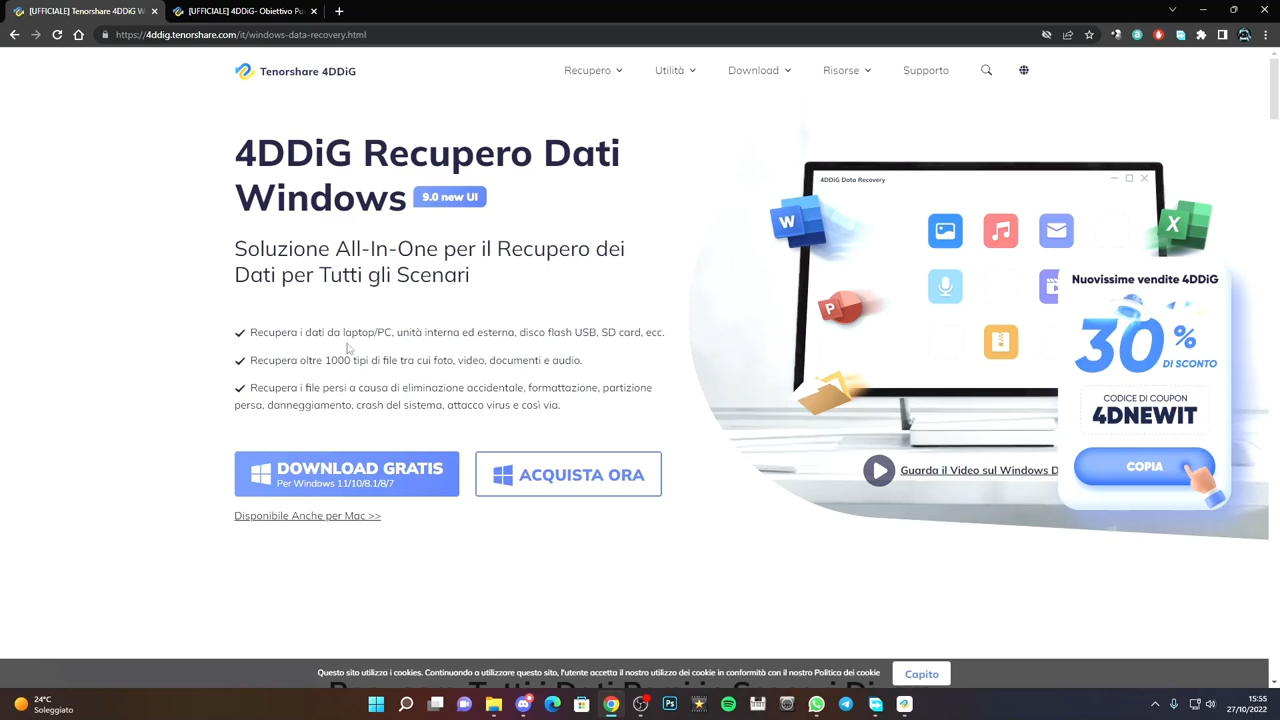 [UFFICIALE] Tenorshare 4DDiG W
[UFFICIALE] 4DDiG - Obiettivo Pu
https://4ddig.tenorshare.com/it/windows-data-recovery.html
Tenorshare 4DDiG
Recupero
Utilità
Download
Risorse
Supporto
4DDiG Recupero Dati
Windows 9.0 new UI
Soluzione All-In-One per il Recupero dei
Dati per Tutti gli Scenari
Recupera i dati da laptop/PC, unità interna ed esterna, disco flash USB, SD card, ecc.
Recupera oltre 1000 tipi di file tra cui foto, video, documenti e audio.
Recupera i file persi a causa di eliminazione accidentale, formattazione, partizione
persa, danneggiamento, crash del sistema, attacco virus e così via.
DOWNLOAD GRATIS
Per Windows 11/10/8.1/8/7
ACQUISTA ORA
Disponibile Anche per Mac >>
4DDiG Data Recovery
W
X
P
Guarda il Video sul Windows D
Nuovissime vendite 4DDiG
30%
DI SCONTO
CODICE DI COUPON
4DNEWIT
COPIA
Questo sito utilizza i cookies. Continuando a utilizzare questo sito, l'utente accetta il nostro utilizzo dei cookie in conformità con il nostro Politica dei cookie
Capito
24°C
Soleggiato
Ps
15:55
27/10/2022